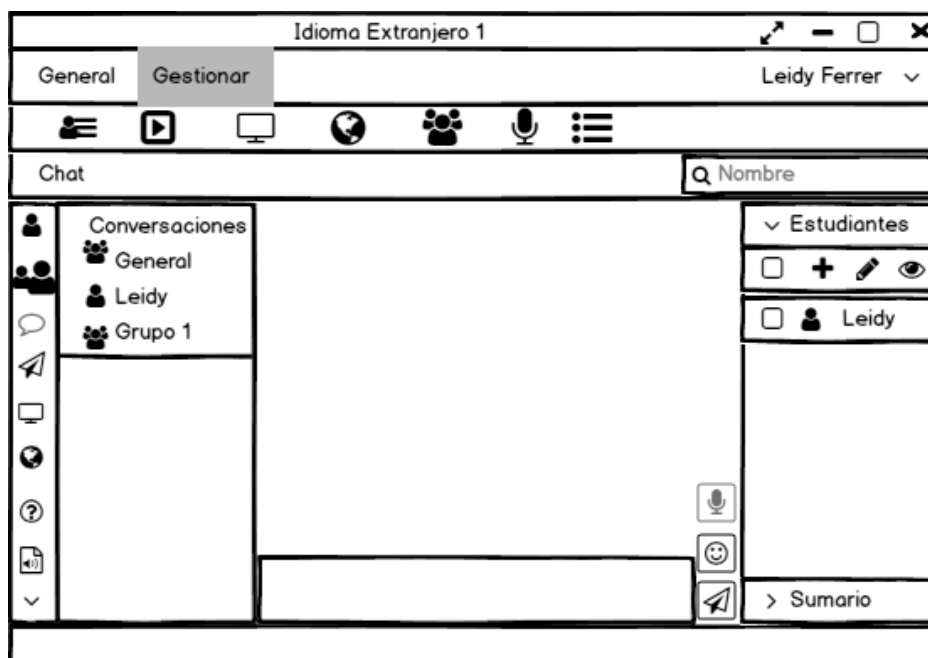 Idioma Extranjero 1
General Gestionar Leidy Ferrer
Chat Nombre
Conversaciones
General
Leidy
Grupo 1
Estudiantes
Leidy
Sumario